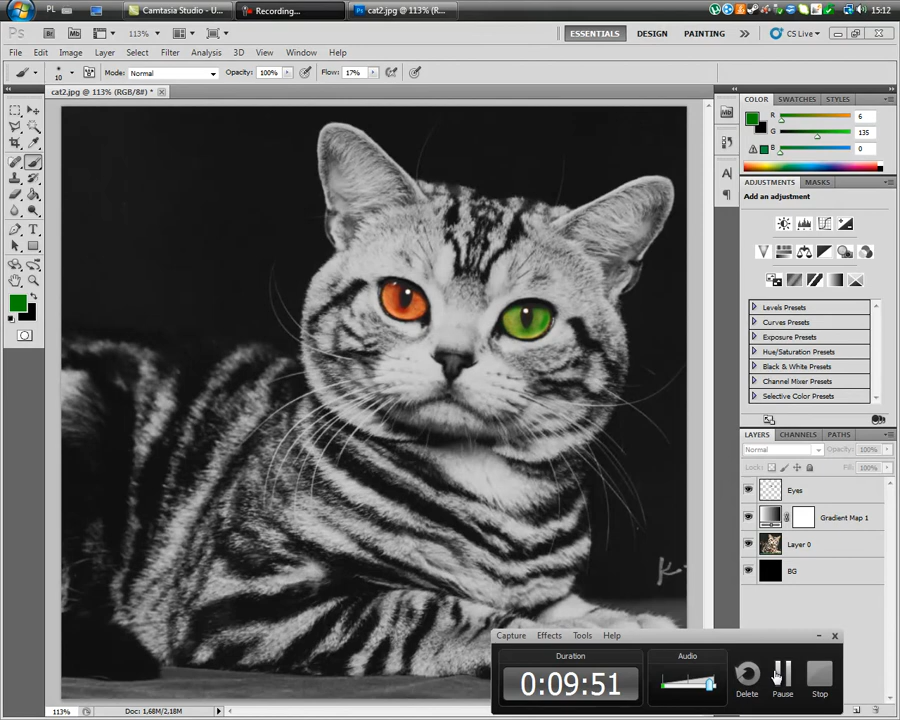 PL
Camtasia Studio - U...
Recording...
cat2.jpg @ 113% (R...
15:12
Ps
Br
Mb
113%
ESSENTIALS
DESIGN
PAINTING
CS Live
File Edit Image Layer Select Filter Analysis 3D View Window Help
10
Mode: Normal
Opacity: 100%
Flow: 17%
cat2.jpg @ 113% (RGB/8#) *
COLOR SWATCHES STYLES
R 6
G 135
B 0
ADJUSTMENTS MASKS
Add an adjustment
Levels Presets
Curves Presets
Exposure Presets
Hue/Saturation Presets
Black & White Presets
Channel Mixer Presets
Selective Color Presets
LAYERS CHANNELS PATHS
Normal
Opacity: 100%
Lock:
Fill: 100%
Eyes
Gradient Map 1
Layer 0
BG
Capture Effects Tools Help
Duration
Audio
0:09:51
Delete
Pause
Stop
113%
Doc: 1,68M/2,18M